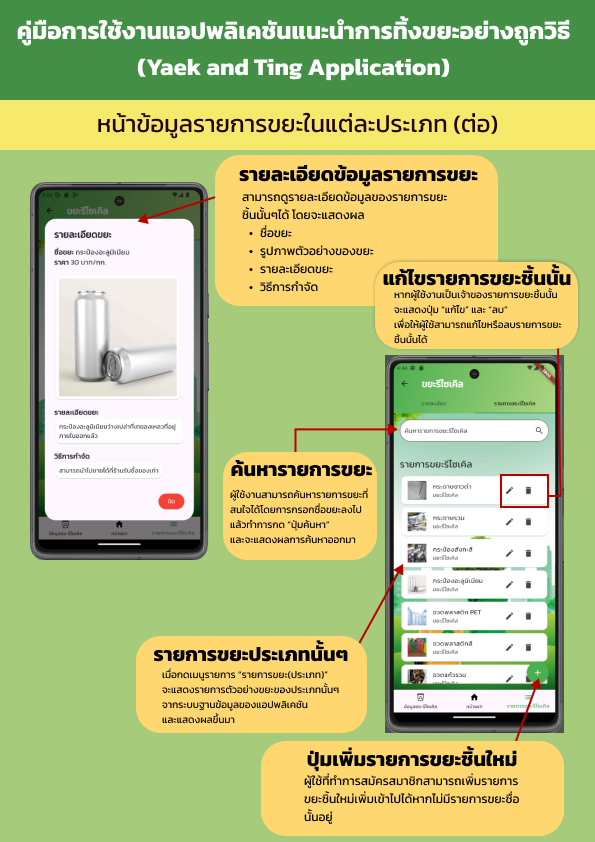 คู่มือการใช้งานแอปพลิเคชันแนะนำการทิ้งขยะอย่างถูกวิธี
(Yaek and Ting Application)
หน้าข้อมูลรายการขยะในแต่ละประเภท (ต่อ)
รายละเอียดข้อมูลรายการขยะ
สามารถดูรายละเอียดข้อมูลของรายการขยะ
ชิ้นนั้นๆได้ โดยจะแสดงผล
• ชื่อขยะ
• รูปภาพตัวอย่างของขยะ
• รายละเอียดขยะ
• วิธีการกำจัด
ขยะรีไซเคิล
รายละเอียดขยะ
ชื่อขยะ กระป๋องอะลูมิเนียม
ราคา 30 บาท/กก.
รายละเอียดขยะ
กระป๋องอะลูมิเนียมว่างเปล่าที่เทของเหลวที่อยู่
ภายในออกแล้ว
วิธีการกำจัด
สามารถนำไปขายได้ที่ร้านรับซื้อของเก่า
ปิด
ข้อมูลขยะรีไซเคิล
หน้าแรก
รายการขยะรีไซเคิล
แก้ไขรายการขยะชิ้นนั้น
หากผู้ใช้งานเป็นเจ้าของรายการขยะชิ้นนั้น
จะแสดงปุ่ม "แก้ไข" และ "ลบ"
เพื่อให้ผู้ใช้สามารถแก้ไขหรือลบรายการขยะ
ชิ้นนั้นได้
4:44
ขยะรีไซเคิล
รายละเอียด
รายการขยะรีไซเคิล
ค้นหารายการขยะรีไซเคิล
รายการขยะรีไซเคิล
กระดาษขาวดำ
ขยะรีไซเคิล
กระดาษรวม
ขยะรีไซเคิล
กระป๋องสังกะสี
ขยะรีไซเคิล
กระป๋องอะลูมิเนียม
ขยะรีไซเคิล
ขวดพลาสติก PET
ขยะรีไซเคิล
ขวดพลาสติกสี
ขยะรีไซเคิล
ขวดแก้วรวม
ขยะรีไซเคิล
+
ข้อมูลขยะรีไซเคิล
หน้าแรก
รายการขยะรีไซเคิล
ค้นหารายการขยะ
ผู้ใช้งานสามารถค้นหารายการขยะที่
สนใจได้โดยการกรอกชื่อขยะลงไป
แล้วทำการกด "ปุ่มค้นหา"
และจะแสดงผลการค้นหาออกมา
รายการขยะประเภทนั้นๆ
เมื่อกดเมนูรายการ "รายการขยะ(ประเภท)"
จะแสดงรายการตัวอย่างขยะของประเภทนั้นๆ
จากระบบฐานข้อมูลของแอปพลิเคชัน
และแสดงผลขึ้นมา
ปุ่มเพิ่มรายการขยะชิ้นใหม่
ผู้ใช้ที่ทำการสมัครสมาชิกสามารถเพิ่มรายการ
ขยะชิ้นใหม่เพิ่มเข้าไปได้หากไม่มีรายการขยะชื่อ
นั้นอยู่